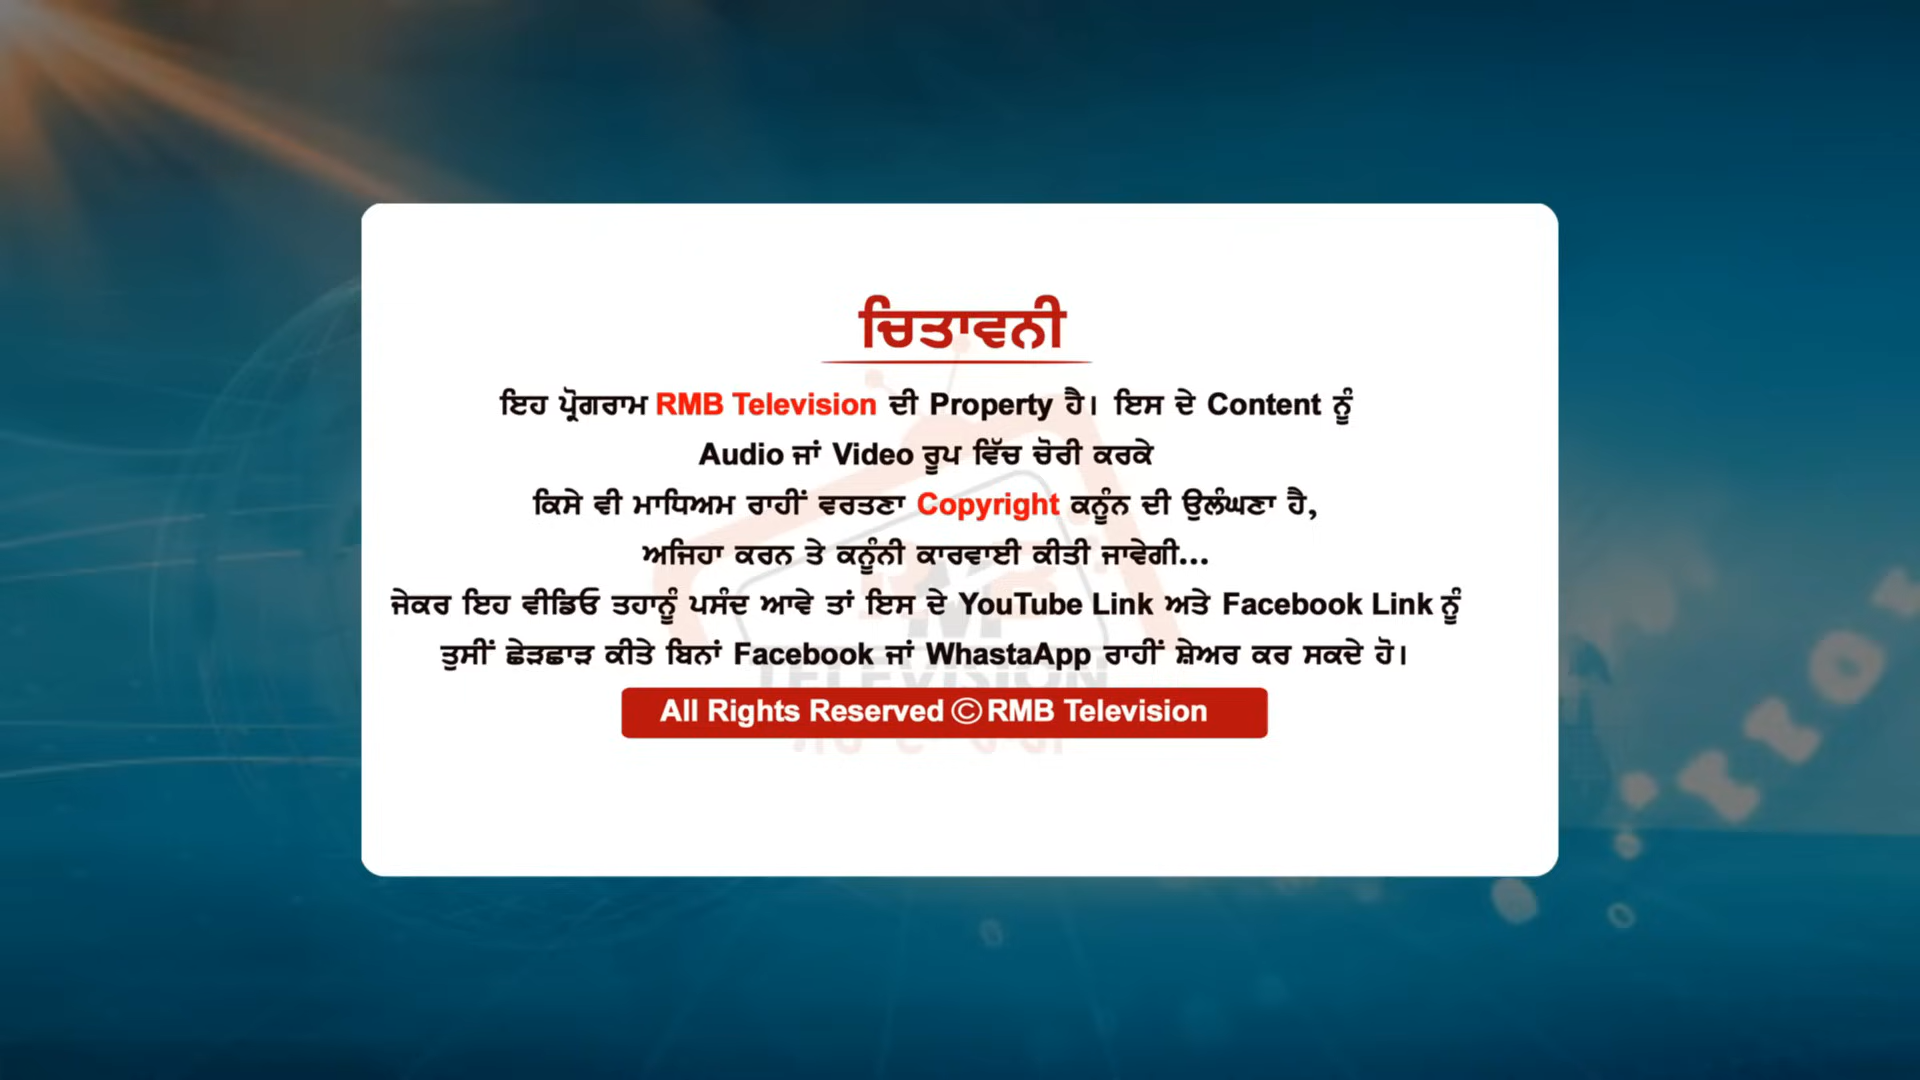 ਚਿਤਾਵਨੀ
ਇਹ ਪ੍ਰੋਗਰਾਮ RMB Television ਦੀ Property ਹੈ। ਇਸ ਦੇ Content ਨੂੰ
Audio ਜਾਂ Video ਰੂਪ ਵਿੱਚ ਚੋਰੀ ਕਰਕੇ
ਕਿਸੇ ਵੀ ਮਾਧਿਅਮ ਰਾਹੀਂ ਵਰਤਣਾ Copyright ਕਨੂੰਨ ਦੀ ਉਲੰਘਣਾ ਹੈ,
ਅਜਿਹਾ ਕਰਨ ਤੇ ਕਨੂੰਨੀ ਕਾਰਵਾਈ ਕੀਤੀ ਜਾਵੇਗੀ...
ਜੇਕਰ ਇਹ ਵੀਡਿਓ ਤਹਾਨੂੰ ਪਸੰਦ ਆਵੇ ਤਾਂ ਇਸ ਦੇ YouTube Link ਅਤੇ Facebook Link ਨੂੰ
ਤੁਸੀਂ ਛੇੜਛਾੜ ਕੀਤੇ ਬਿਨਾਂ Facebook ਜਾਂ WhastaApp ਰਾਹੀਂ ਸ਼ੇਅਰ ਕਰ ਸਕਦੇ ਹੋ।
TELEVISION
All Rights Reserved © RMB Television